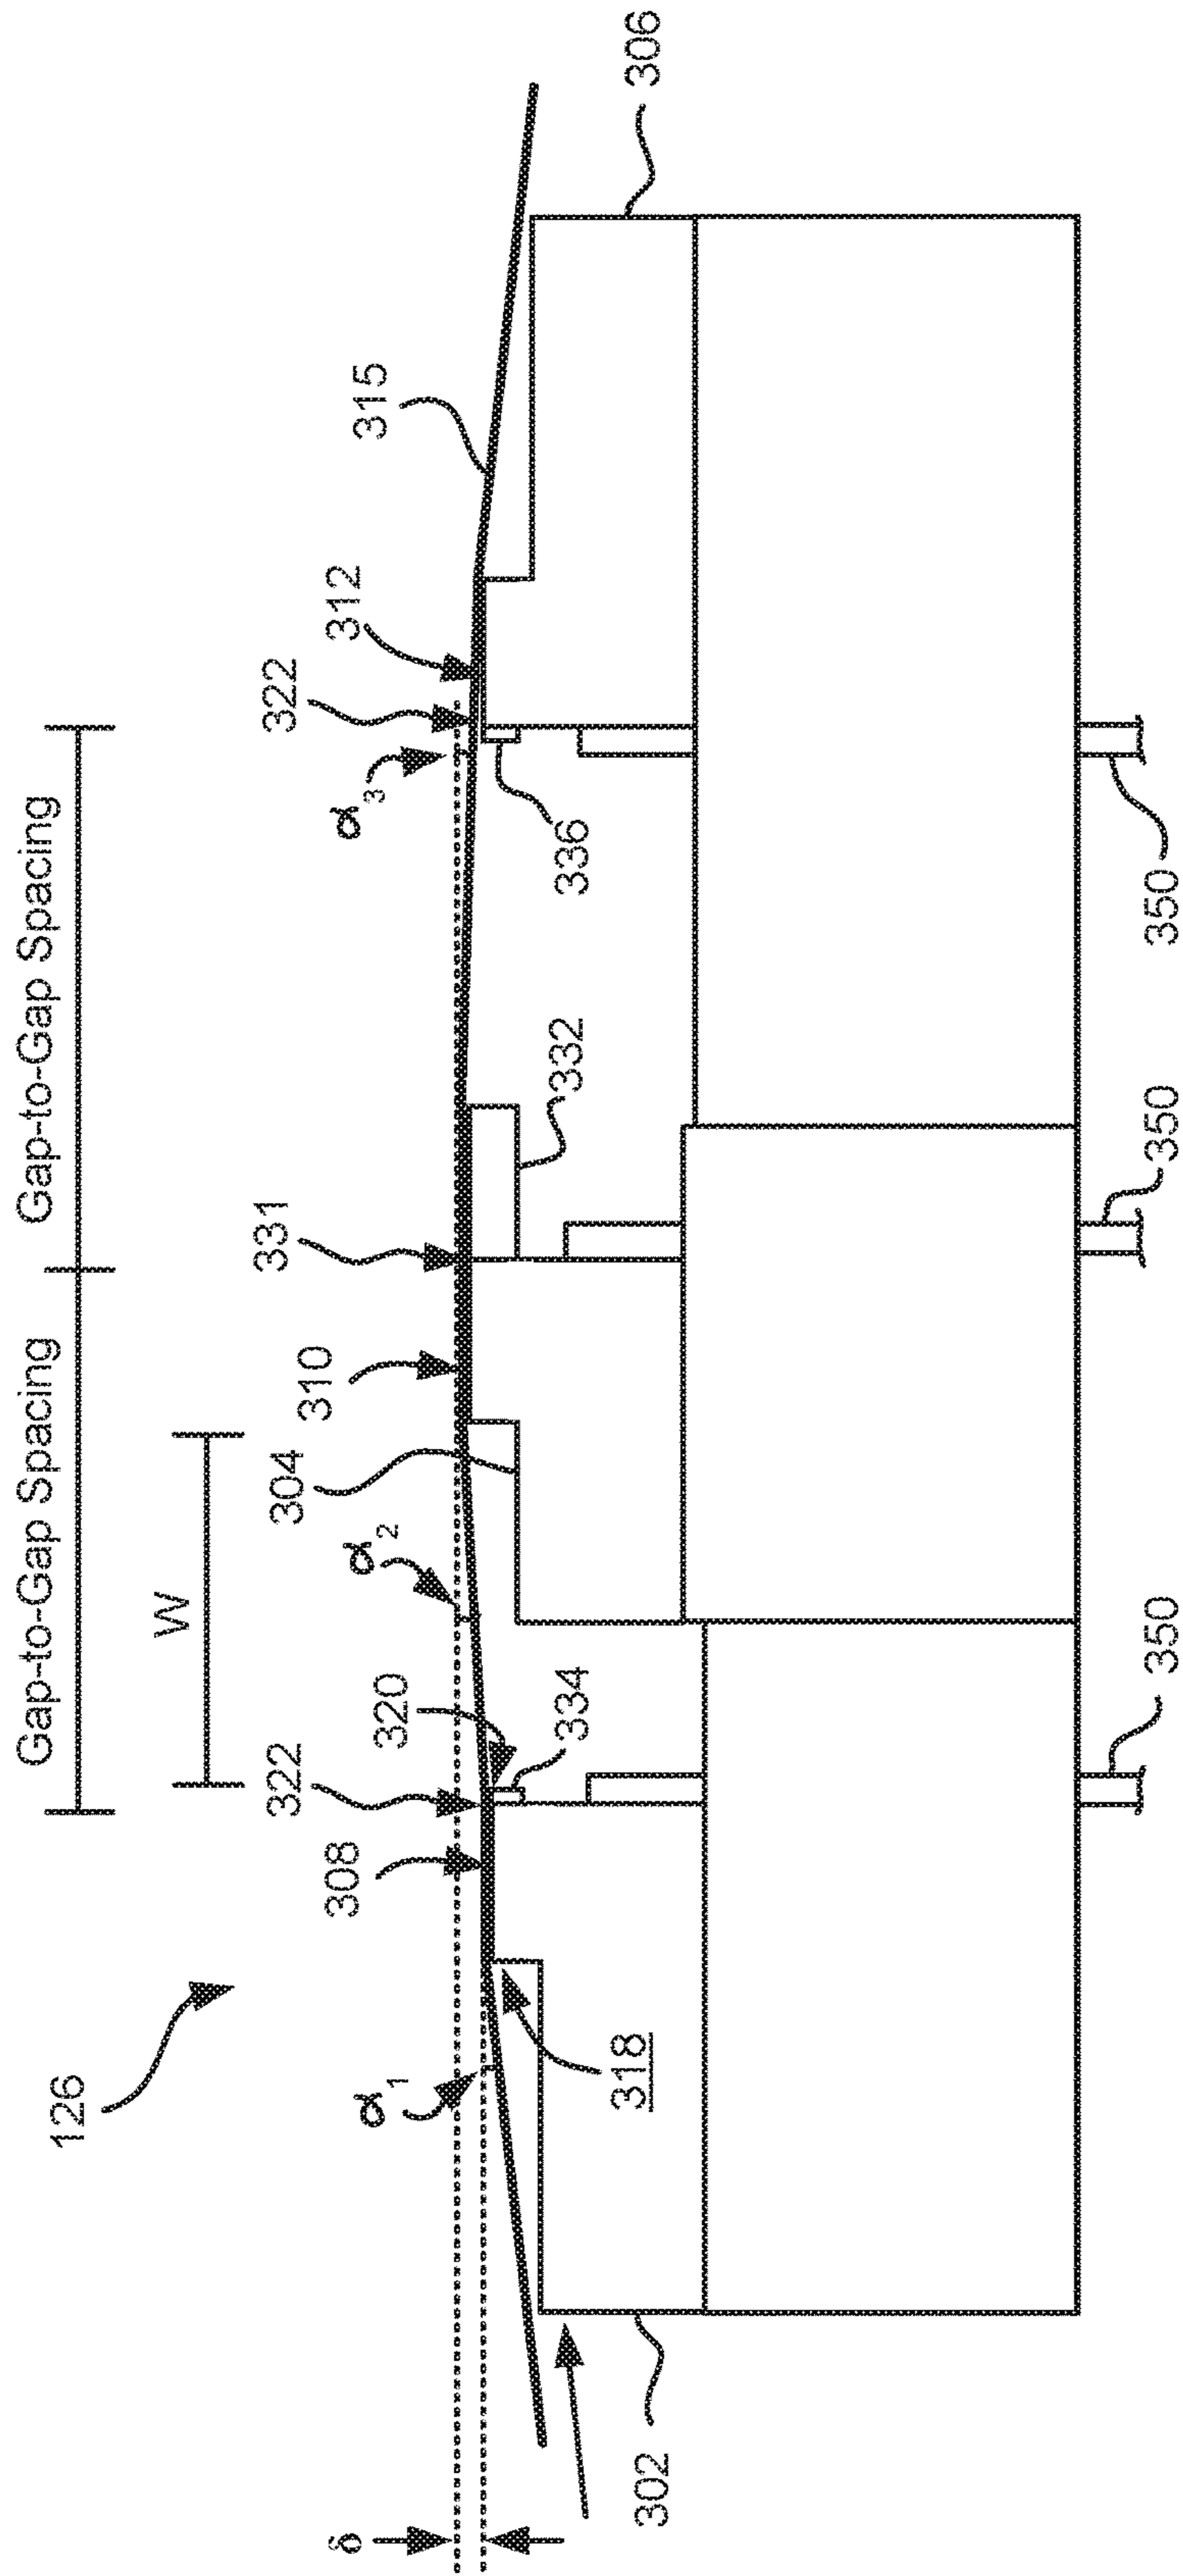 Gap-to-Gap Spacing
Gap-to-Gap Spacing
W
126
δ
α1
308
322
320
α2
304
310
331
α3
322
312
315
318
334
332
336
306
302
350
350
350